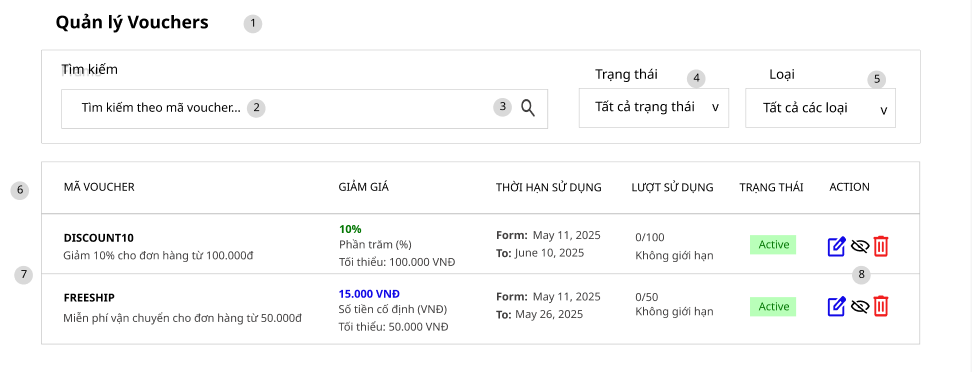 Quản lý Vouchers 1
Tìm kiếm
Trạng thái 4 Loại 5
Tìm kiếm theo mã voucher... 2 3 Tất cả trạng thái v Tất cả các loại v
6 MÃ VOUCHER GIẢM GIÁ THỜI HẠN SỬ DỤNG LƯỢT SỬ DỤNG TRẠNG THÁI ACTION
DISCOUNT10
Giảm 10% cho đơn hàng từ 100.000đ
10%
Phần trăm (%)
Tối thiểu: 100.000 VNĐ
Form: May 11, 2025
To: June 10, 2025
0/100
Không giới hạn
Active
7 8
FREESHIP
Miễn phí vận chuyển cho đơn hàng từ 50.000đ
15.000 VNĐ
Số tiền cố định (VNĐ)
Tối thiểu: 50.000 VNĐ
Form: May 11, 2025
To: May 26, 2025
0/50
Không giới hạn
Active